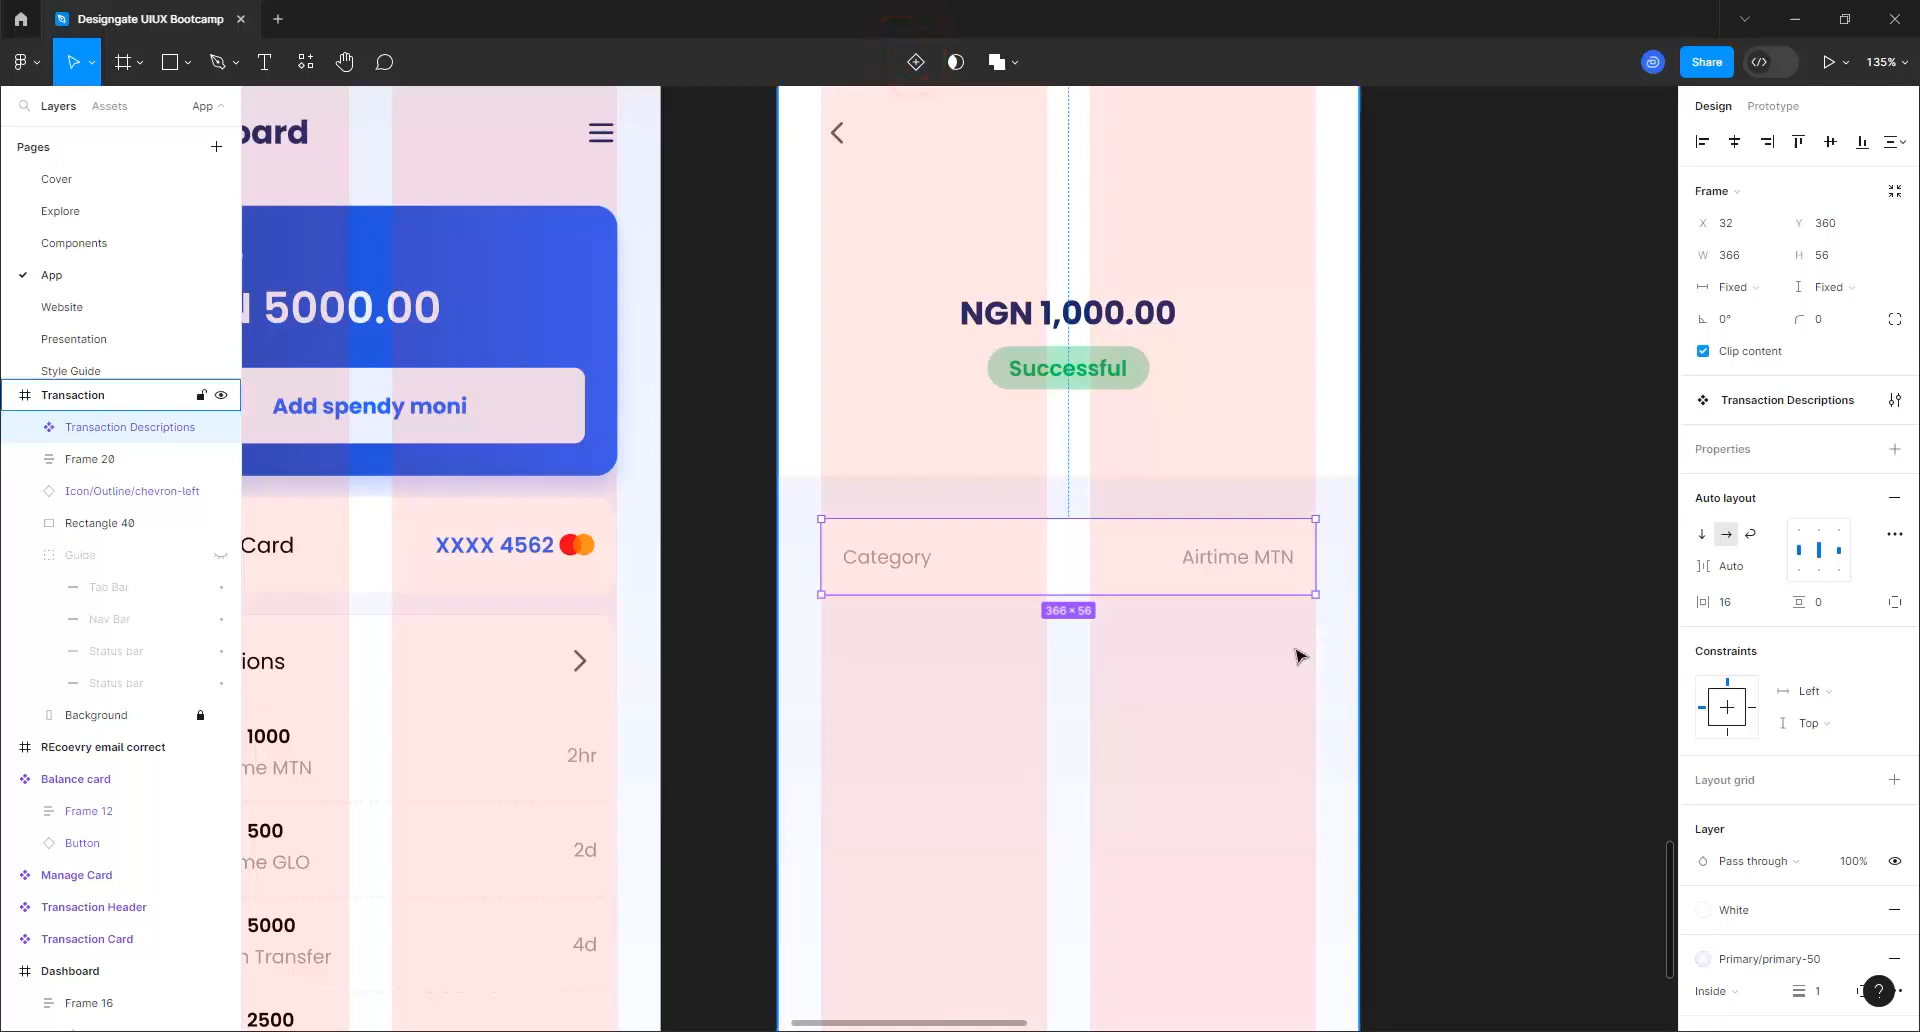 Designgate UIUX Bootcamp
Share
135%
Layers
Assets
App
Pages
Cover
Explore
Components
App
Website
Presentation
Style Guide
Transaction
Transaction Descriptions
Frame 20
Icon/Outline/chevron-left
Rectangle 40
Guide
Tab Bar
Nav Bar
Status bar
Status bar
Background
REcoevry email correct
Balance card
Frame 12
Button
Manage Card
Transaction Header
Transaction Card
Dashboard
Frame 16
oard
5000.00
Add spendy moni
Card
XXXX 4562
ions
1000
me MTN
2hr
500
me GLO
2d
5000
n Transfer
4d
2500
NGN 1,000.00
Successful
Category
Airtime MTN
366 × 56
Design
Prototype
Frame
X 32
Y 360
W 366
H 56
Fixed
Fixed
0°
0
Clip content
Transaction Descriptions
Properties
Auto layout
Auto
16
0
Constraints
Left
Top
Layout grid
Layer
Pass through
100%
White
Primary/primary-50
Inside
1
?